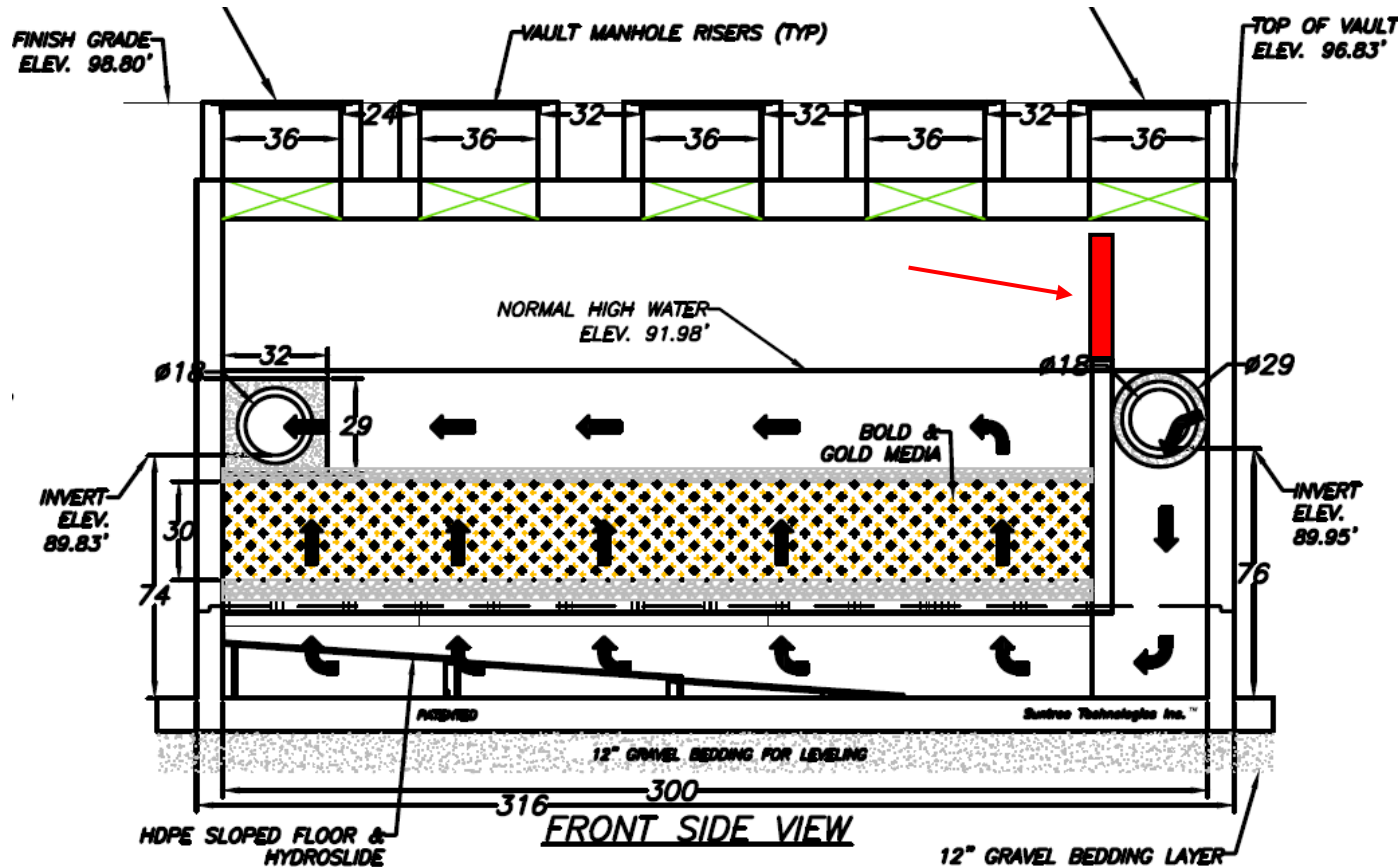 FINISH GRADE
ELEV. 98.80'
VAULT MANHOLE RISERS (TYP)
TOP OF VAULT
ELEV. 96.83'
24
32
32
32
36
36
36
36
36
NORMAL HIGH WATER
ELEV. 91.98'
32
ø18
ø18
ø29
29
BOLD &
GOLD MEDIA
INVERT
ELEV.
89.83'
30
INVERT
ELEV.
89.95'
74
76
PATENTED
Suntree Technologies Inc.™
12" GRAVEL BEDDING FOR LEVELING
300
316
HDPE SLOPED FLOOR &
HYDROSLIDE
FRONT SIDE VIEW
12" GRAVEL BEDDING LAYER